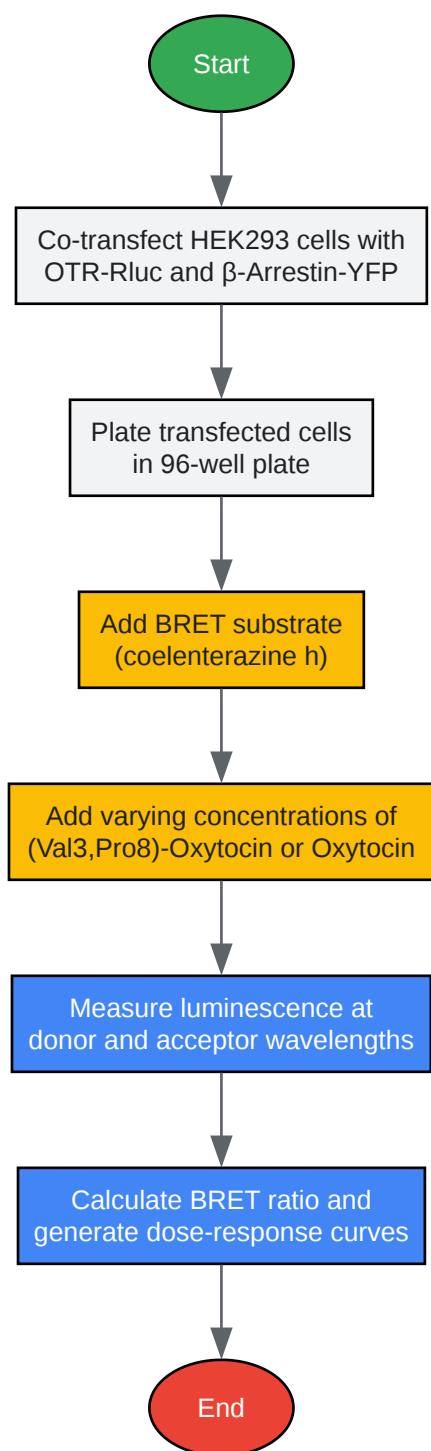 Start
Co-transfect HEK293 cells with
OTR-Rluc and β-Arrestin-YFP
Plate transfected cells
in 96-well plate
Add BRET substrate
(coelenterazine h)
Add varying concentrations of
(Val3,Pro8)-Oxytocin or Oxytocin
Measure luminescence at
donor and acceptor wavelengths
Calculate BRET ratio and
generate dose-response curves
End